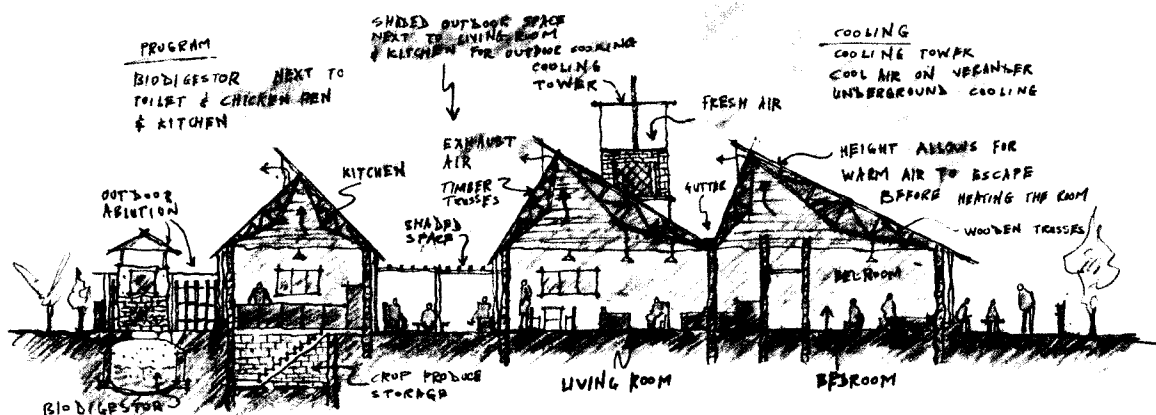 PROGRAM
BIODIGESTOR NEXT TO
TOILET & CHICKEN PEN
& KITCHEN
SHADED OUTDOOR SPACE
NEXT TO LIVING ROOM
& KITCHEN FOR OUTDOOR COOKING
COOLING
TOWER
COOLING
COOLING TOWER
COOL AIR ON VERANDER
UNDERGROUND COOLING
FRESH AIR
EXHAUST
AIR
TIMBER
TRUSSES
KITCHEN
OUTDOOR
ABLUTION
SHADED
SPACE
GUTTER
HEIGHT ALLOWS FOR
WARM AIR TO ESCAPE
BEFORE HEATING THE ROOM
WOODEN TRUSSES
BEDROOM
BIODIGESTOR
CROP PRODUCE
STORAGE
LIVING ROOM
BEDROOM